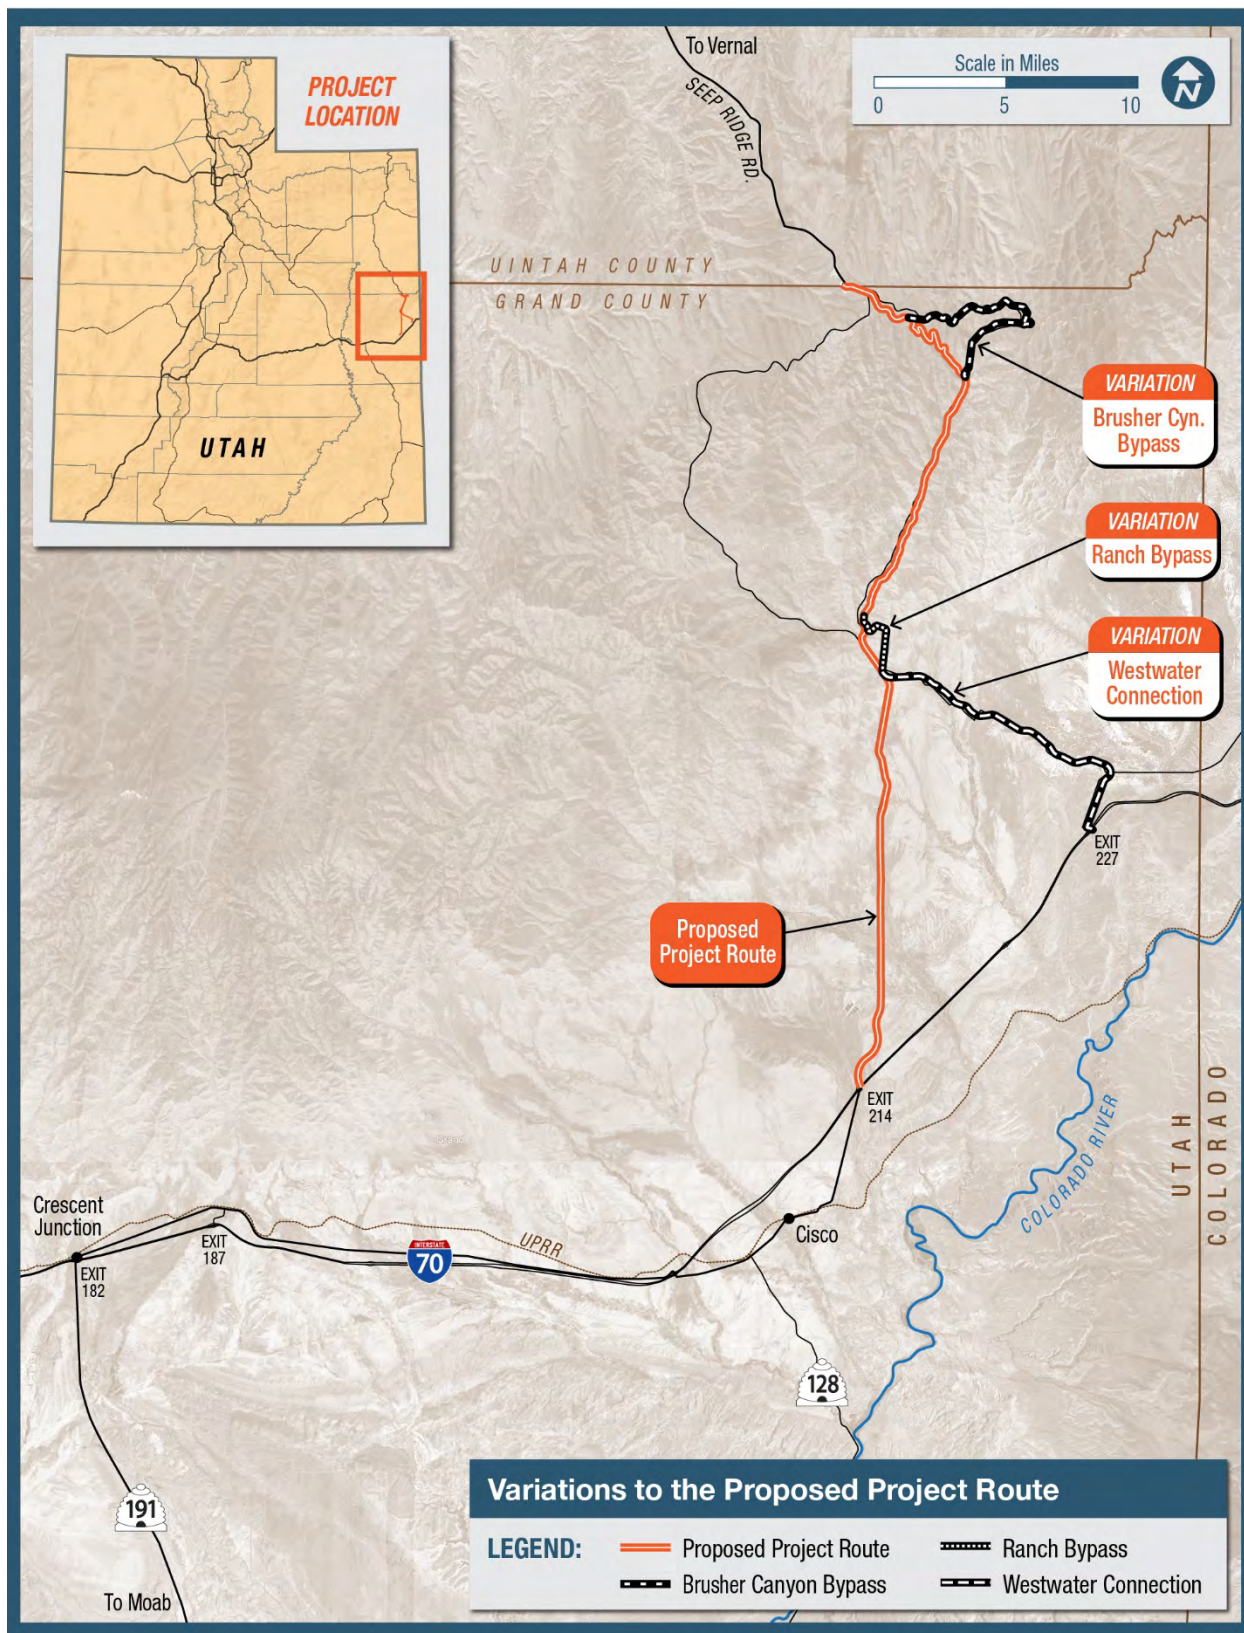 PROJECT
LOCATION
UTAH
To Vernal
SEEP RIDGE RD.
Scale in Miles
0 5 10
N
UINTAH COUNTY
GRAND COUNTY
VARIATION
Brusher Cyn.
Bypass
VARIATION
Ranch Bypass
VARIATION
Westwater
Connection
EXIT
227
Proposed
Project Route
EXIT
214
UTAH
COLORADO
COLORADO RIVER
Grand
Crescent
Junction
EXIT
187
EXIT
182
INTERSTATE
70
UPRR
Cisco
128
191
To Moab
Variations to the Proposed Project Route
LEGEND:
Proposed Project Route
Brusher Canyon Bypass
Ranch Bypass
Westwater Connection